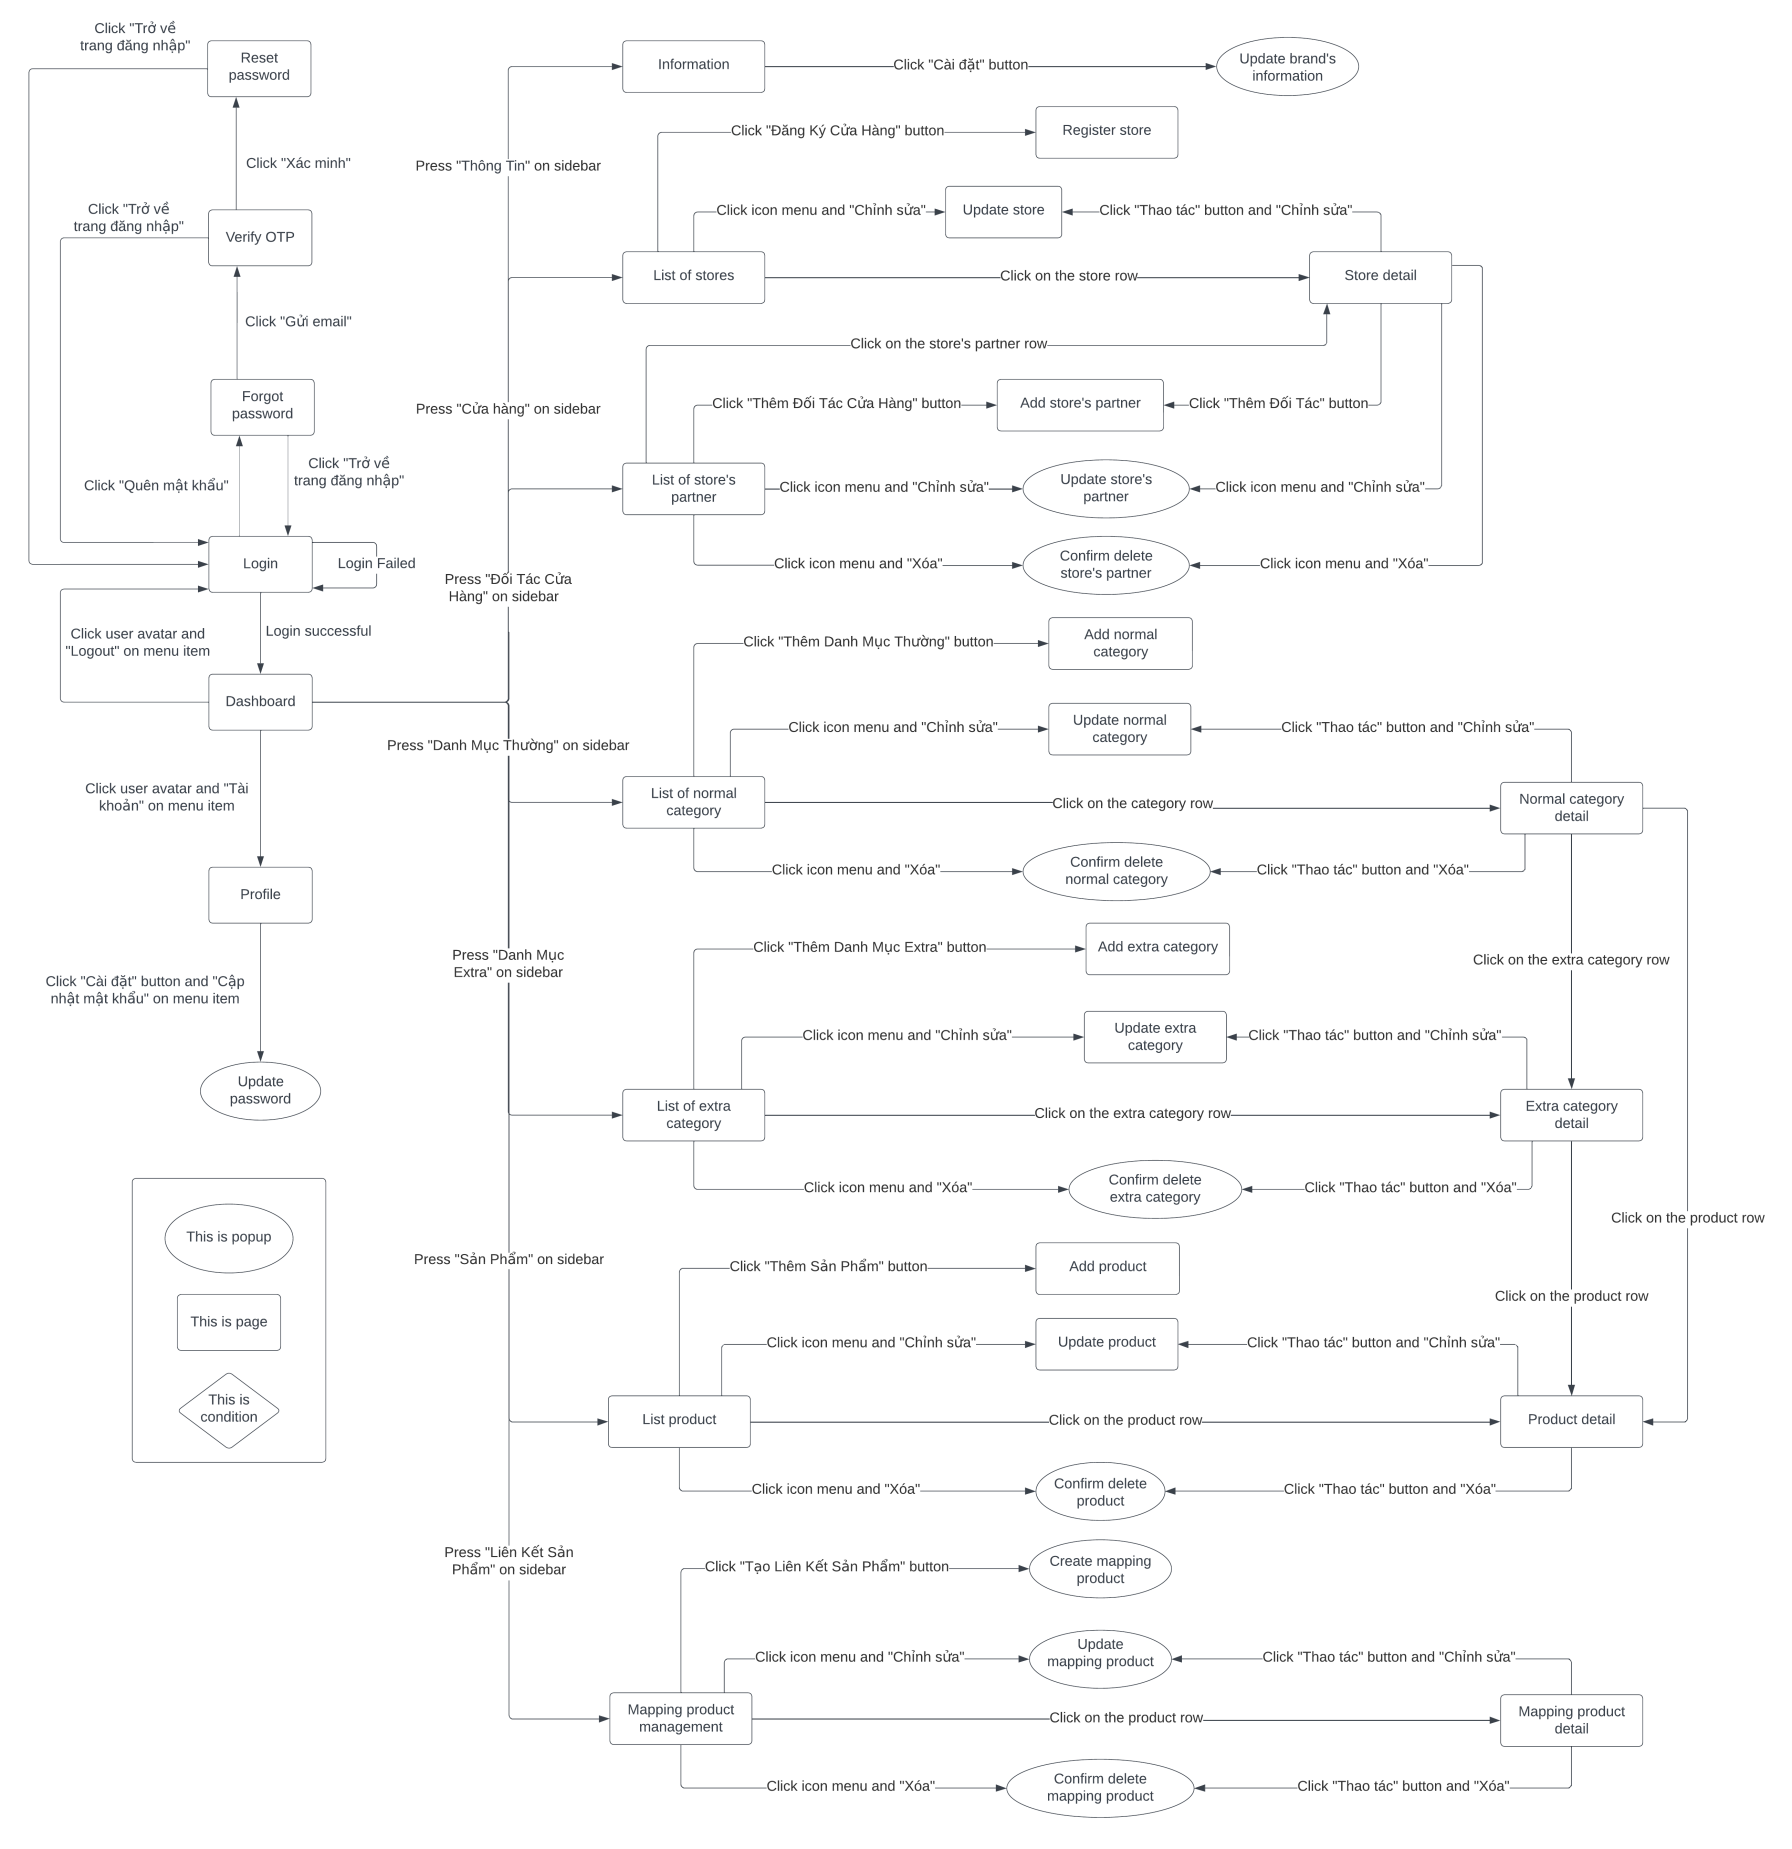 Click "Trở về
trang đăng nhập"
Reset
password
Click "Xác minh"
Click "Trở về
trang đăng nhập"
Verify OTP
Click "Gửi email"
Forgot
password
Click "Trở về
trang đăng nhập"
Click "Quên mật khẩu"
Login
Login Failed
Login successful
Click user avatar and
"Logout" on menu item
Dashboard
Click user avatar and "Tài
khoản" on menu item
Profile
Click "Cài đặt" button and "Cập
nhật mật khẩu" on menu item
Update
password
This is popup
This is page
This is
condition
Press "Thông Tin" on sidebar
Press "Cửa hàng" on sidebar
Press "Đối Tác Cửa
Hàng" on sidebar
Press "Danh Mục Thường" on sidebar
Press "Danh Mục
Extra" on sidebar
Press "Sản Phẩm" on sidebar
Press "Liên Kết Sản
Phẩm" on sidebar
Information
Click "Cài đặt" button
Update brand's
information
Click "Đăng Ký Cửa Hàng" button
Register store
Click icon menu and "Chỉnh sửa"
Update store
Click "Thao tác" button and "Chỉnh sửa"
List of stores
Click on the store row
Store detail
Click on the store's partner row
Click "Thêm Đối Tác Cửa Hàng" button
Add store's partner
Click "Thêm Đối Tác" button
List of store's
partner
Click icon menu and "Chỉnh sửa"
Update store's
partner
Click icon menu and "Chỉnh sửa"
Click icon menu and "Xóa"
Confirm delete
store's partner
Click icon menu and "Xóa"
Click "Thêm Danh Mục Thường" button
Add normal
category
Click icon menu and "Chỉnh sửa"
Update normal
category
Click "Thao tác" button and "Chỉnh sửa"
List of normal
category
Click on the category row
Normal category
detail
Click icon menu and "Xóa"
Confirm delete
normal category
Click "Thao tác" button and "Xóa"
Click "Thêm Danh Mục Extra" button
Add extra category
Click on the extra category row
Click icon menu and "Chỉnh sửa"
Update extra
category
Click "Thao tác" button and "Chỉnh sửa"
List of extra
category
Click on the extra category row
Extra category
detail
Click icon menu and "Xóa"
Confirm delete
extra category
Click "Thao tác" button and "Xóa"
Click on the product row
Click "Thêm Sản Phẩm" button
Add product
Click on the product row
Click icon menu and "Chỉnh sửa"
Update product
Click "Thao tác" button and "Chỉnh sửa"
List product
Click on the product row
Product detail
Click icon menu and "Xóa"
Confirm delete
product
Click "Thao tác" button and "Xóa"
Click "Tạo Liên Kết Sản Phẩm" button
Create mapping
product
Click icon menu and "Chỉnh sửa"
Update
mapping product
Click "Thao tác" button and "Chỉnh sửa"
Mapping product
management
Click on the product row
Mapping product
detail
Click icon menu and "Xóa"
Confirm delete
mapping product
Click "Thao tác" button and "Xóa"